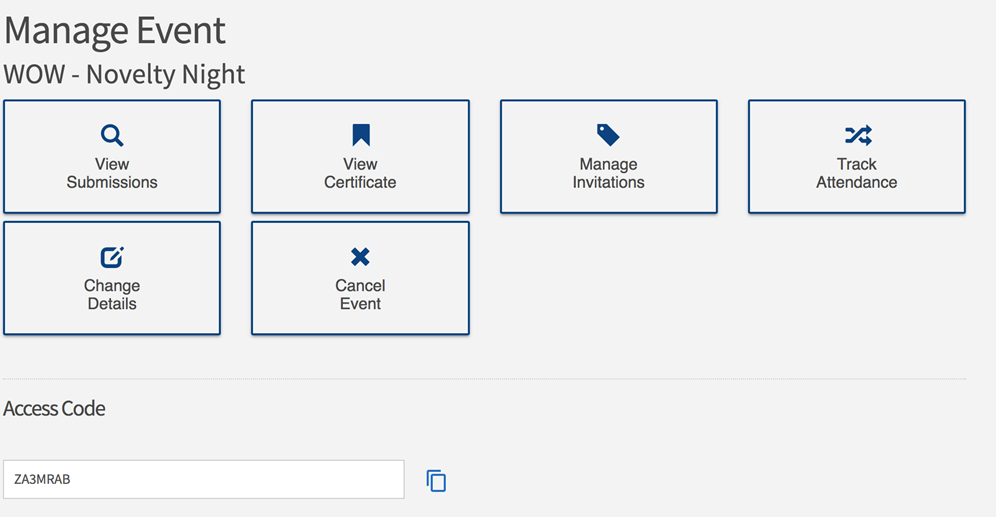 Manage Event
WOW - Novelty Night
View
Submissions
View
Certificate
Manage
Invitations
Track
Attendance
Change
Details
Cancel
Event
Access Code
ZA3MRAB